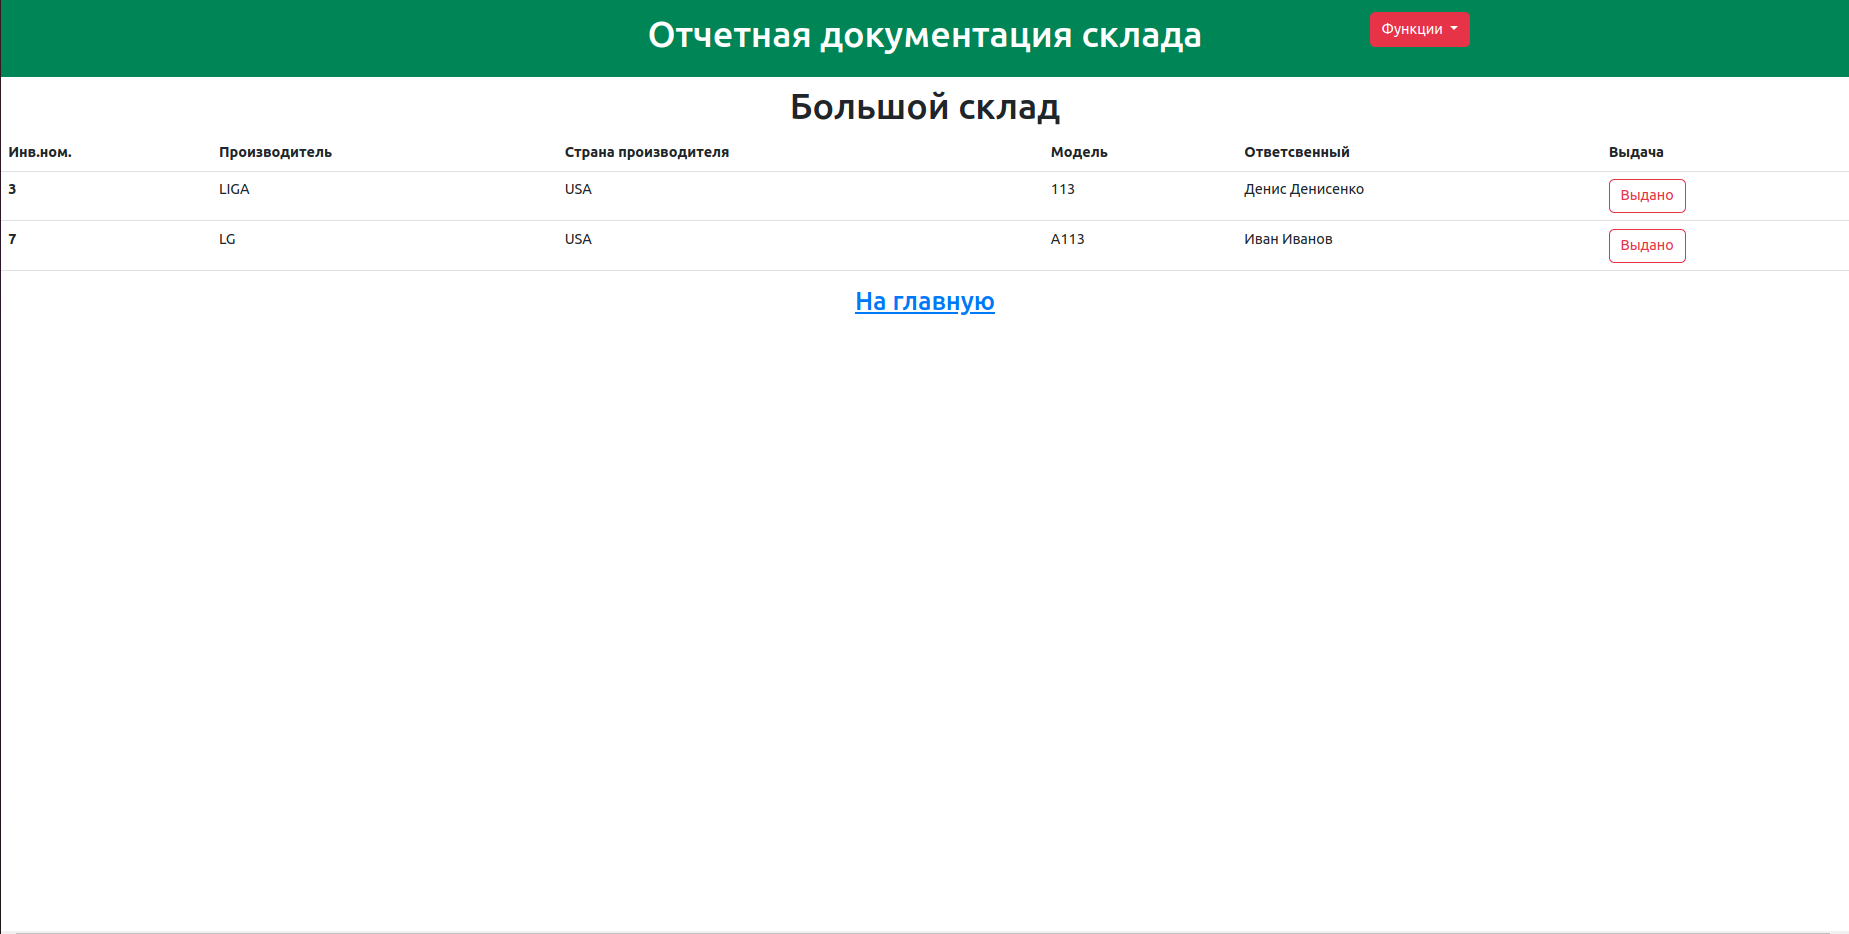 Отчетная документация склада Функции
Большой склад
Инв.ном. Производитель Страна производителя Модель Ответсвенный Выдача
3 LIGA USA 113 Денис Денисенко Выдано
7 LG USA A113 Иван Иванов Выдано
На главную